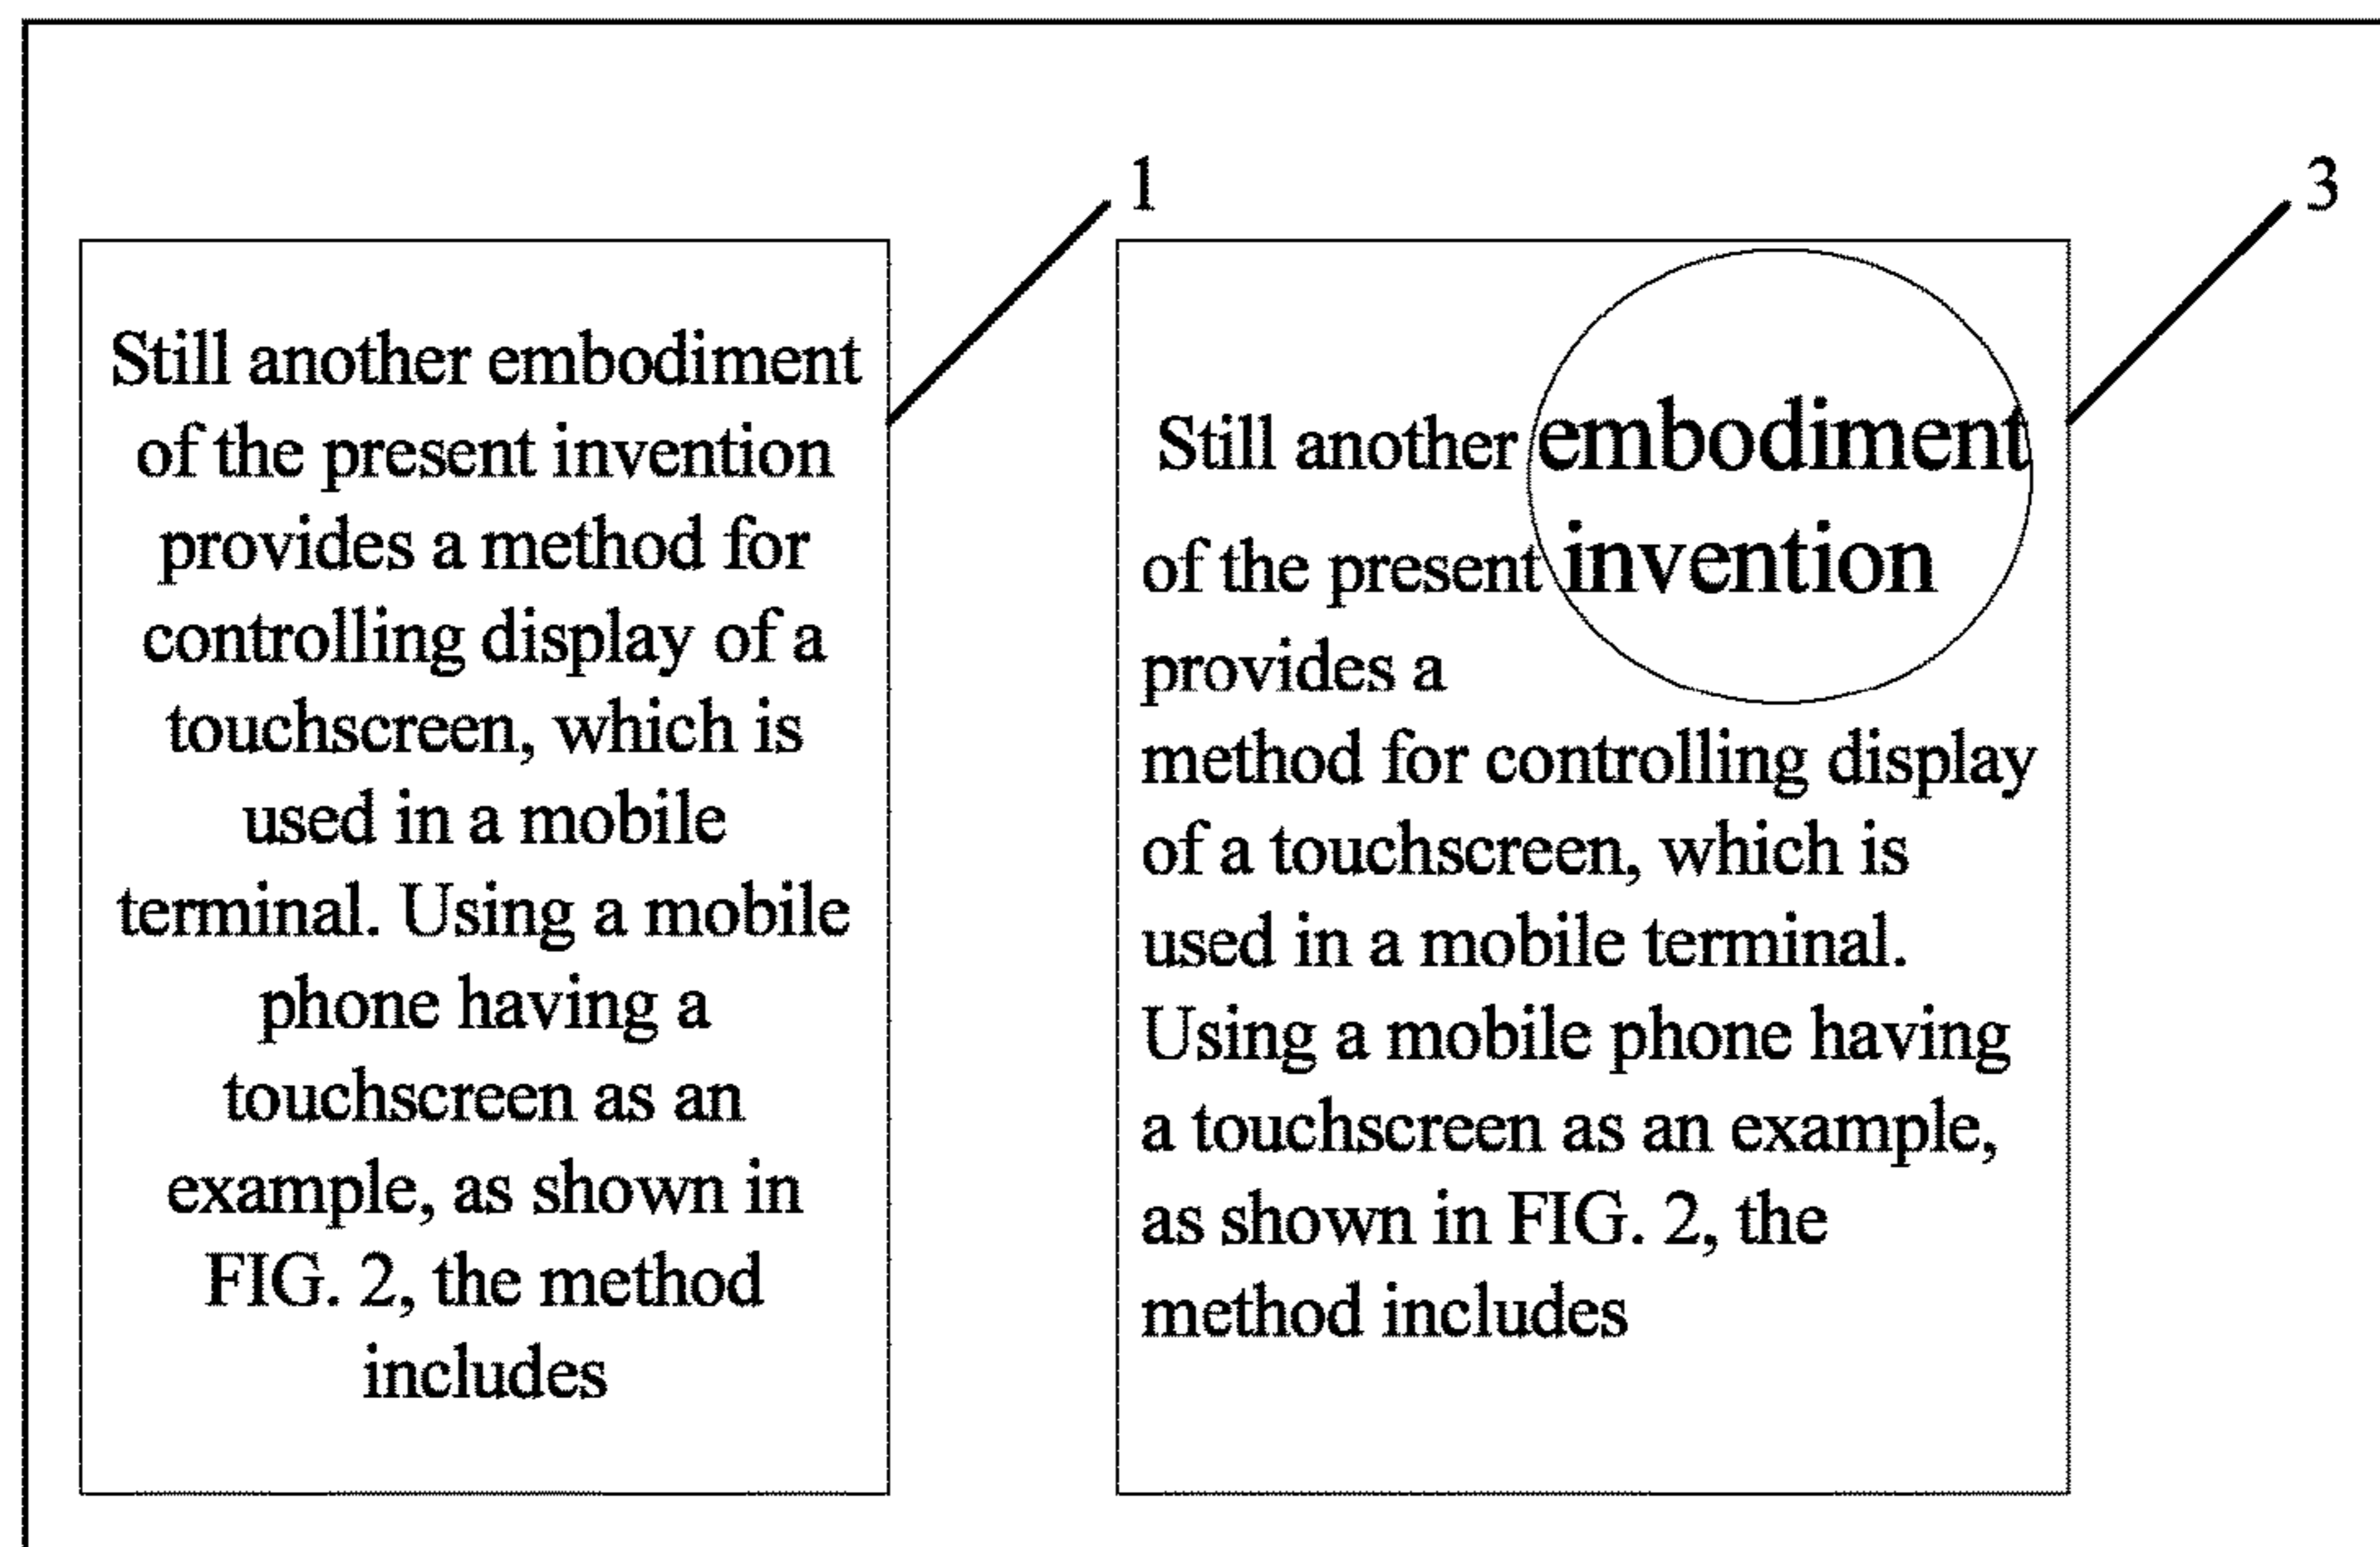 1
Still another embodiment
of the present invention
provides a method for
controlling display of a
touchscreen, which is
used in a mobile
terminal. Using a mobile
phone having a
touchscreen as an
example, as shown in
FIG. 2, the method
includes
3
Still another embodiment
of the present invention
provides a
method for controlling display
of a touchscreen, which is
used in a mobile terminal.
Using a mobile phone having
a touchscreen as an example,
as shown in FIG. 2, the
method includes